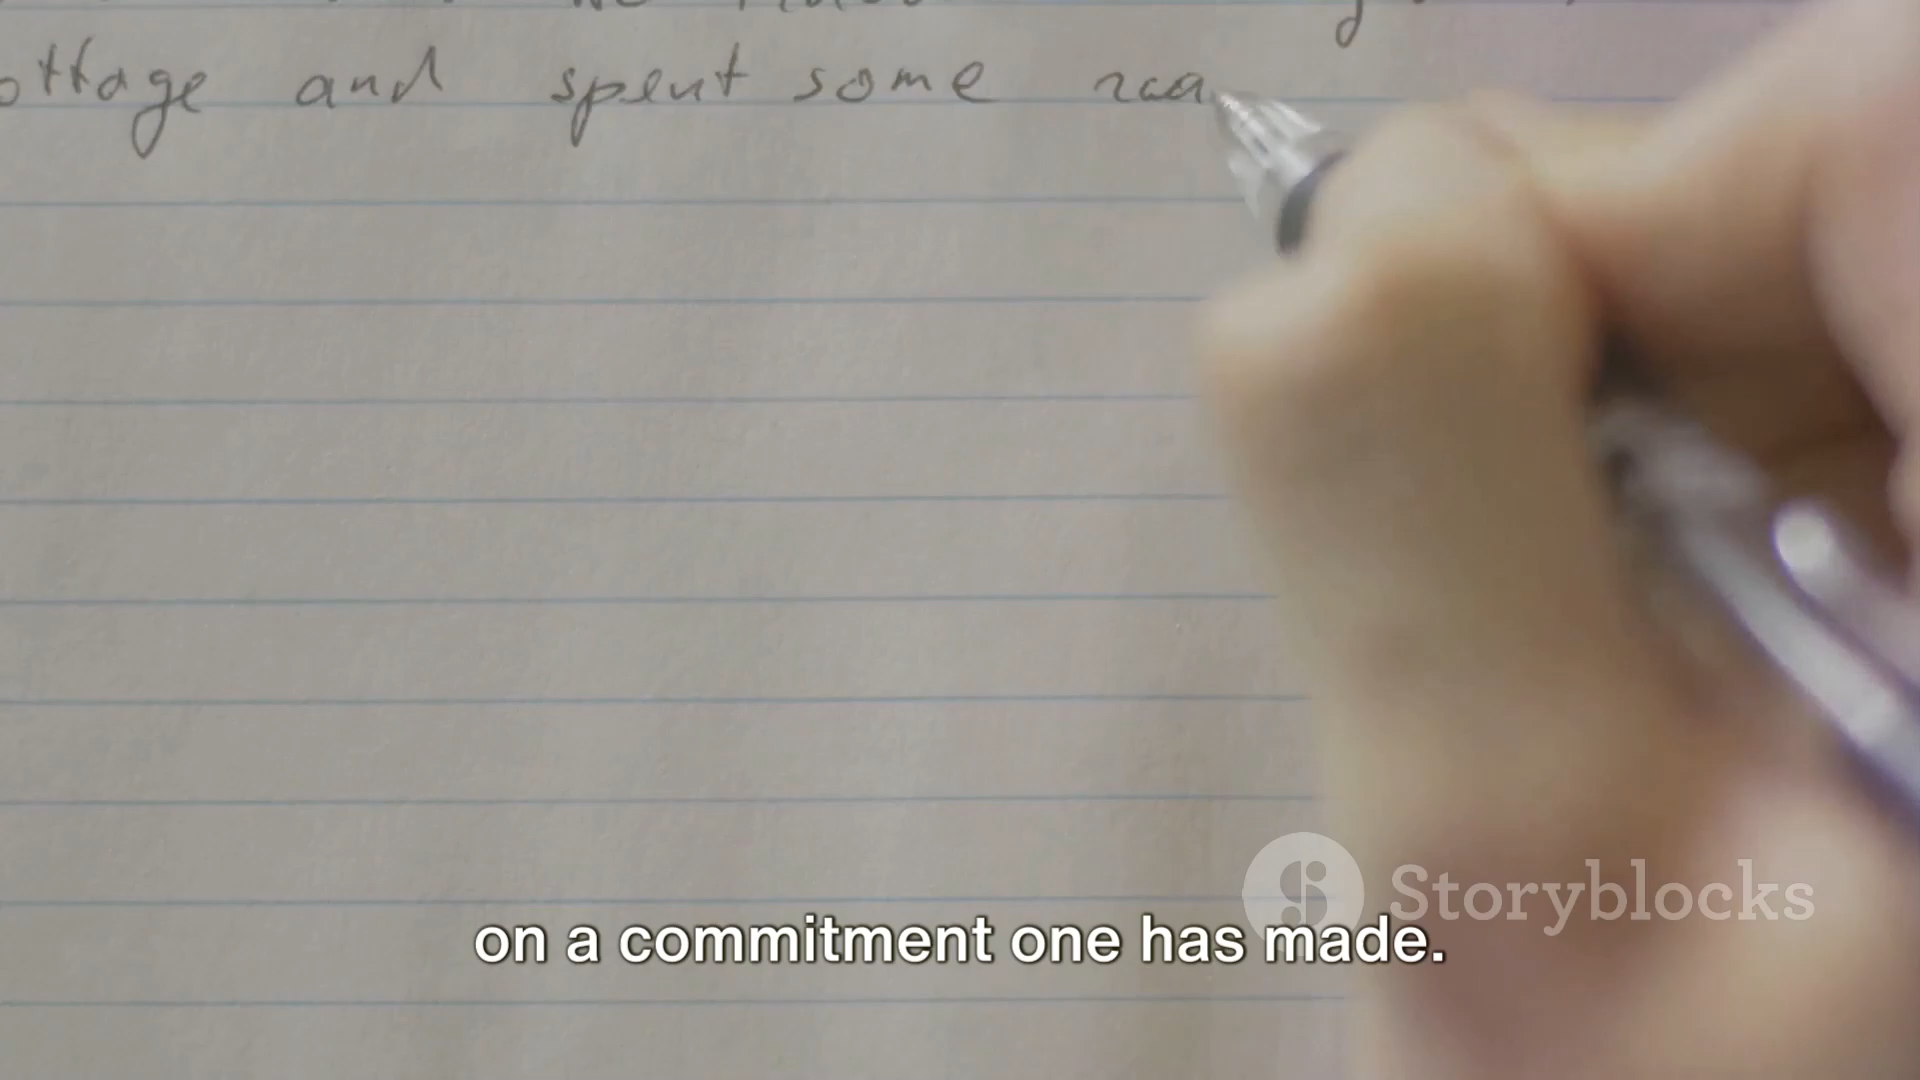 ottage and spent some
Storyblocks
on a commitment one has made.